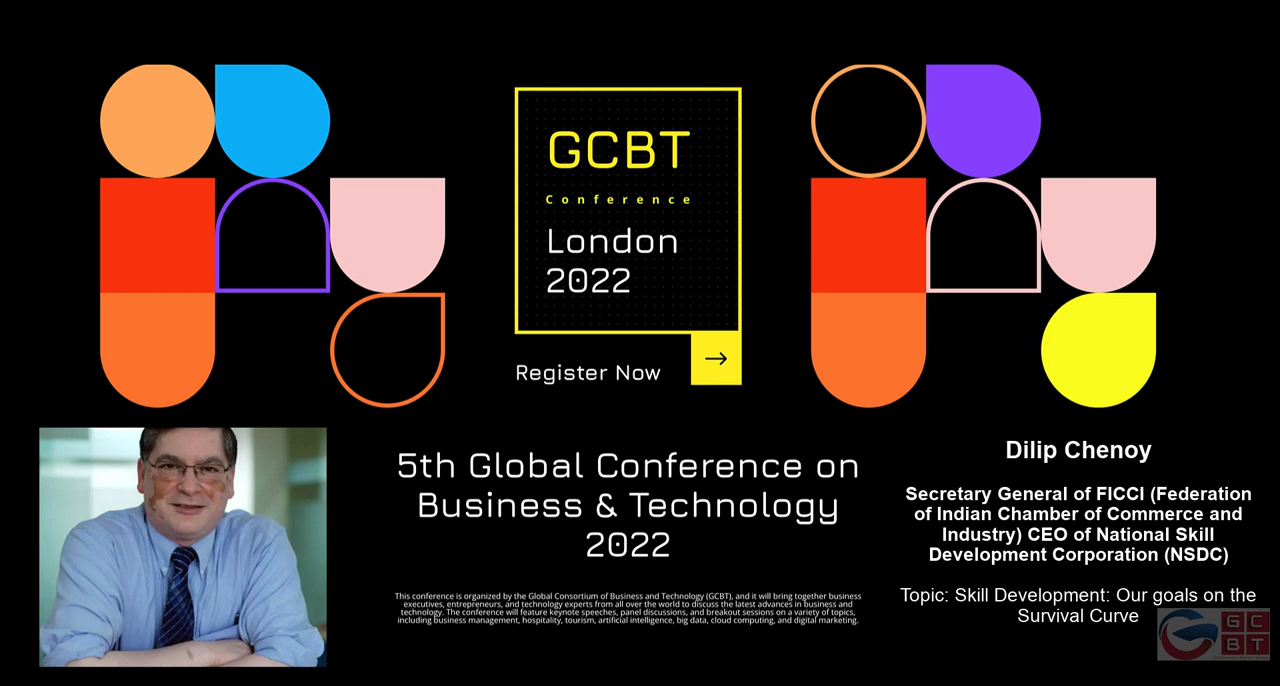 GCBT
Conference
London
2022
Register Now
5th Global Conference on
Business & Technology
2022
This conference is organized by the Global Consortium of Business and Technology (GCBT), and it will bring together business
executives, entrepreneurs, and technology experts from all over the world to discuss the latest advances in business and
technology. The conference will feature keynote speeches, panel discussions, and breakout sessions on a variety of topics,
including business management, hospitality, tourism, artificial intelligence, big data, cloud computing, and digital marketing.
Dilip Chenoy
Secretary General of FICCI (Federation
of Indian Chamber of Commerce and
Industry) CEO of National Skill
Development Corporation (NSDC)
Topic: Skill Development: Our goals on the
Survival Curve
GC
BT